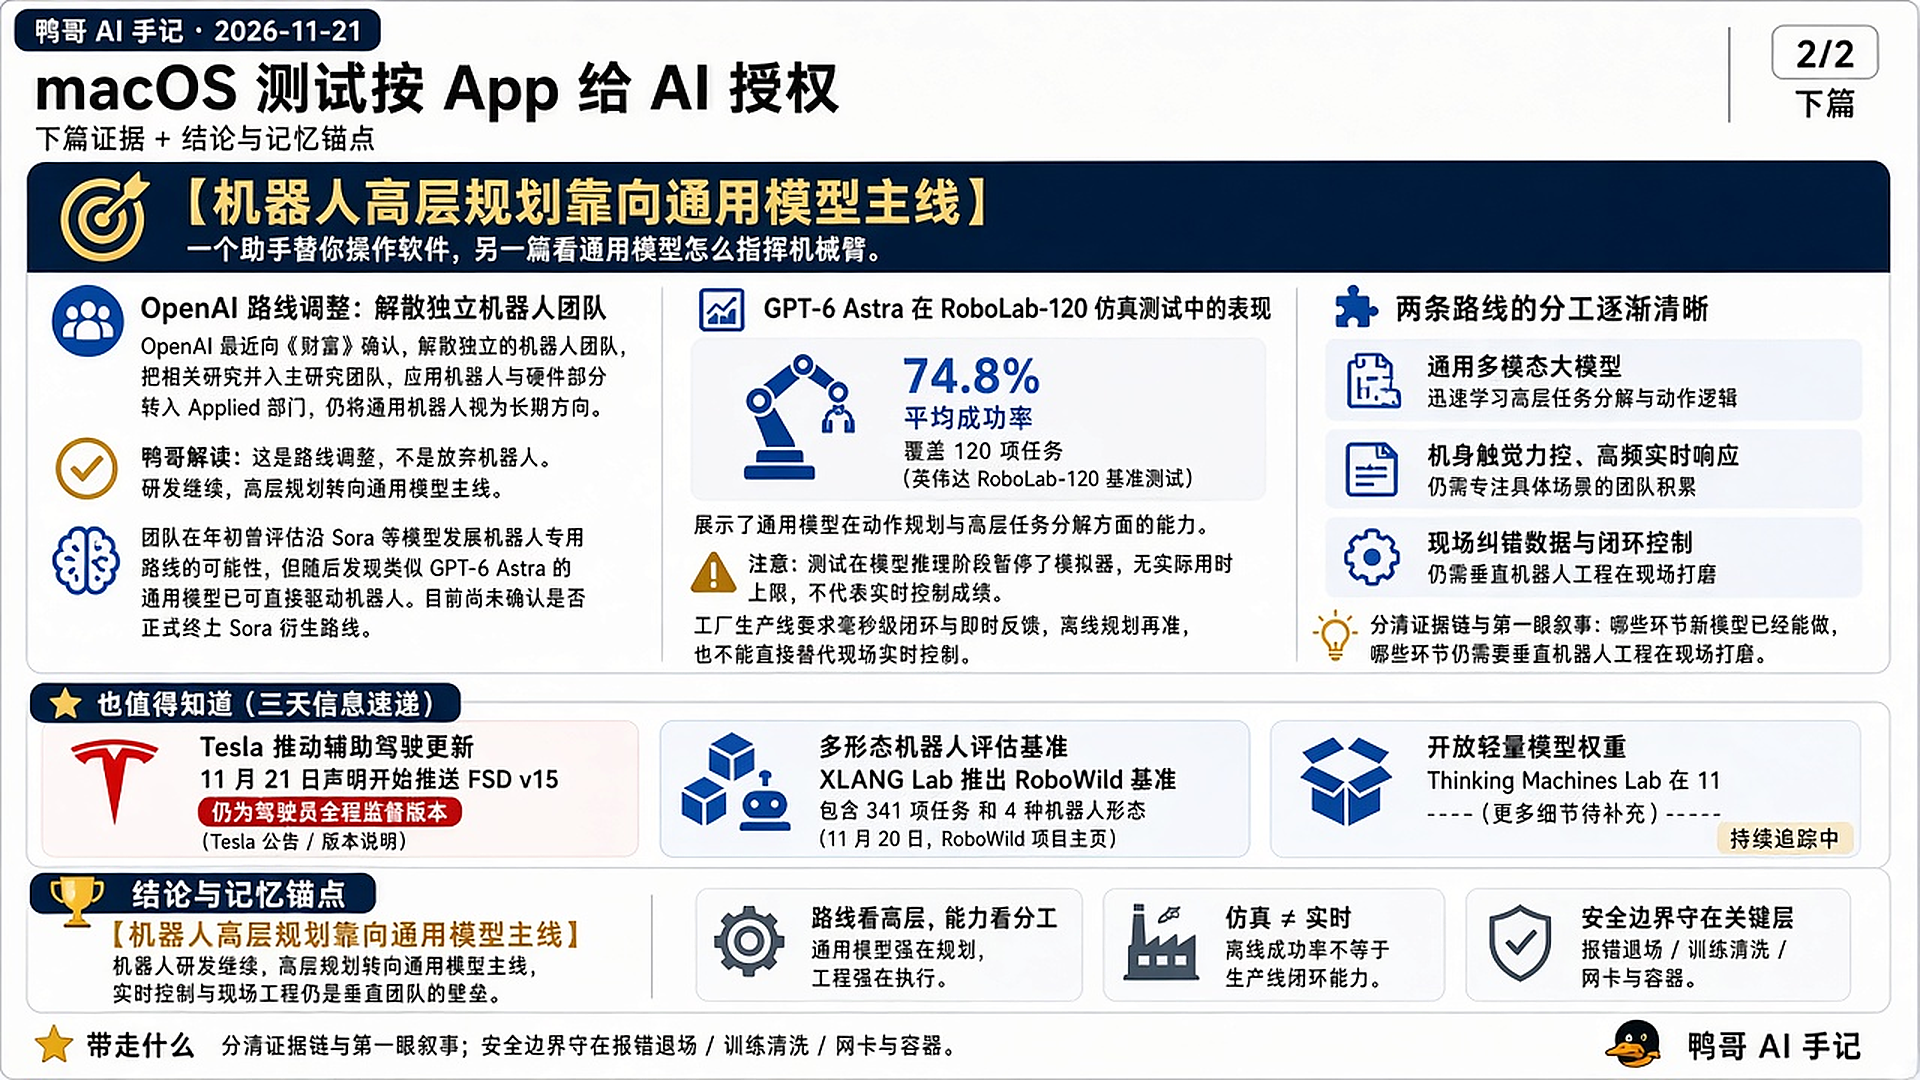 鸭哥 AI 手记 · 2026-11-21
macOS 测试按 App 给 AI 授权
下篇证据 + 结论与记忆锚点
2/2
下篇
【机器人高层规划靠向通用模型主线】
一个助手替你操作软件，另一篇看通用模型怎么指挥机械臂。
OpenAI 路线调整：解散独立机器人团队
OpenAI 最近向《财富》确认，解散独立的机器人团队，
把相关研究并入主研究团队，应用机器人与硬件部分
转入 Applied 部门，仍将通用机器人视为长期方向。
鸭哥解读：这是路线调整，不是放弃机器人。
研发继续，高层规划转向通用模型主线。
团队在年初曾评估沿 Sora 等模型发展机器人专用
路线的可能性，但随后发现类似 GPT-6 Astra 的
通用模型已可直接驱动机器人。目前尚未确认是否
正式终土 Sora 衍生路线。
GPT-6 Astra 在 RoboLab-120 仿真测试中的表现
74.8%
平均成功率
覆盖 120 项任务
（英伟达 RoboLab-120 基准测试）
展示了通用模型在动作规划与高层任务分解方面的能力。
注意：测试在模型推理阶段暂停了模拟器，无实际用时
上限，不代表实时控制成绩。
工厂生产线要求毫秒级闭环与即时反馈，离线规划再准，
也不能直接替代现场实时控制。
两条路线的分工逐渐清晰
通用多模态大模型
迅速学习高层任务分解与动作逻辑
机身触觉力控、高频实时响应
仍需专注具体场景的团队积累
现场纠错数据与闭环控制
仍需垂直机器人工程在现场打磨
分清证据链与第一眼叙事：哪些环节新模型已经能做，
哪些环节仍需要垂直机器人工程在现场打磨。
也值得知道（三天信息速递）
Tesla 推动辅助驾驶更新
11 月 21 日声明开始推送 FSD v15
仍为驾驶员全程监督版本
（Tesla 公告 / 版本说明）
多形态机器人评估基准
XLANG Lab 推出 RoboWild 基准
包含 341 项任务 和 4 种机器人形态
（11 月 20 日，RoboWild 项目主页）
开放轻量模型权重
Thinking Machines Lab 在 11
----（更多细节待补充）-----
持续追踪中
结论与记忆锚点
【机器人高层规划靠向通用模型主线】
机器人研发继续，高层规划转向通用模型主线，
实时控制与现场工程仍是垂直团队的壁垒。
路线看高层，能力看分工
通用模型强在规划，
工程强在执行。
仿真 ≠ 实时
离线成功率不等于
生产线闭环能力。
安全边界守在关键层
报错退场 / 训练清洗 /
网卡与容器。
带走什么 分清证据链与第一眼叙事；安全边界守在报错退场 / 训练清洗 / 网卡与容器。
鸭哥 AI 手记